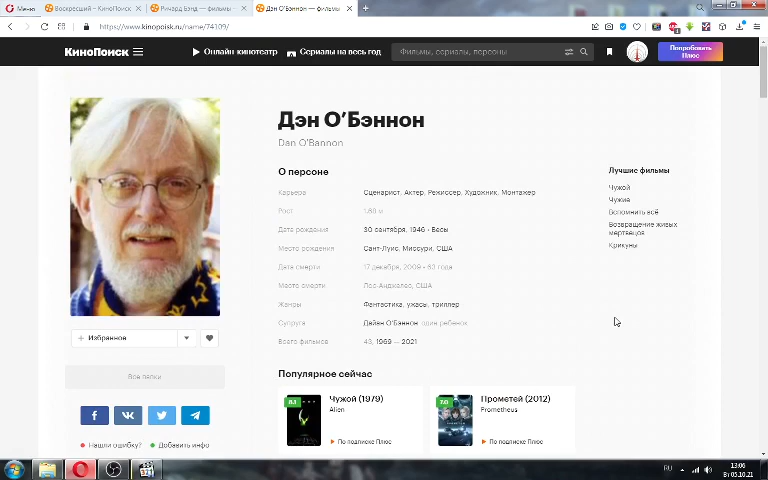 Меню
Воскресший – КиноПоиск
Ричард Бэнд — фильмы -
Дэн О'Бэннон — фильмы
https://www.kinopoisk.ru/name/74109/
КиноПоиск
Онлайн-кинотеатр
Сериалы на весь год
Фильмы, сериалы, персоны
Попробовать
Плюс
Дэн О'Бэннон
Dan O'Bannon
О персоне
Карьера Сценарист, Актер, Режиссер, Художник, Монтажер
Рост 1.68 м
Дата рождения 30 сентября, 1946 • Весы
Место рождения Сант-Луис, Миссури, США
Дата смерти 17 декабря, 2009 • 63 года
Место смерти Лос-Анджелес, США
Жанры Фантастика, ужасы, триллер
Супруга Дайан О'Бэннон один ребенок
Всего фильмов 43, 1969 — 2021
Лучшие фильмы
Чужой
Чужие
Вспомнить всё
Возвращение живых
мертвецов
Крикуны
Избранное
Все папки
Нашли ошибку? Добавить инфо
Популярное сейчас
8.1
Чужой (1979)
Alien
По подписке Плюс
7.0
Прометей (2012)
Prometheus
По подписке Плюс
RU
13:06
Вт 05.10.21